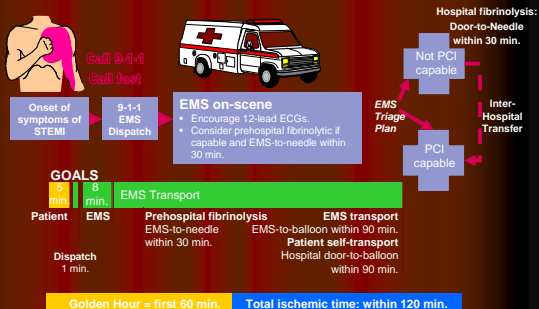 Hospital fibrinolysis:
Door-to-Needle
within 30 min.
Call 9-1-1
Call fast
Not PCI
capable
Onset of
symptoms of
STEMI
9-1-1
EMS
Dispatch
EMS on-scene
• Encourage 12-lead ECGs.
• Consider prehospital fibrinolytic if
capable and EMS-to-needle within
30 min.
EMS
Triage
Plan
Inter-
Hospital
Transfer
PCI
capable
GOALS
5
min.
8
min.
EMS Transport
Patient
EMS
Prehospital fibrinolysis
EMS-to-needle
within 30 min.
EMS transport
EMS-to-balloon within 90 min.
Patient self-transport
Hospital door-to-balloon
within 90 min.
Dispatch
1 min.
Golden Hour = first 60 min.
Total ischemic time: within 120 min.